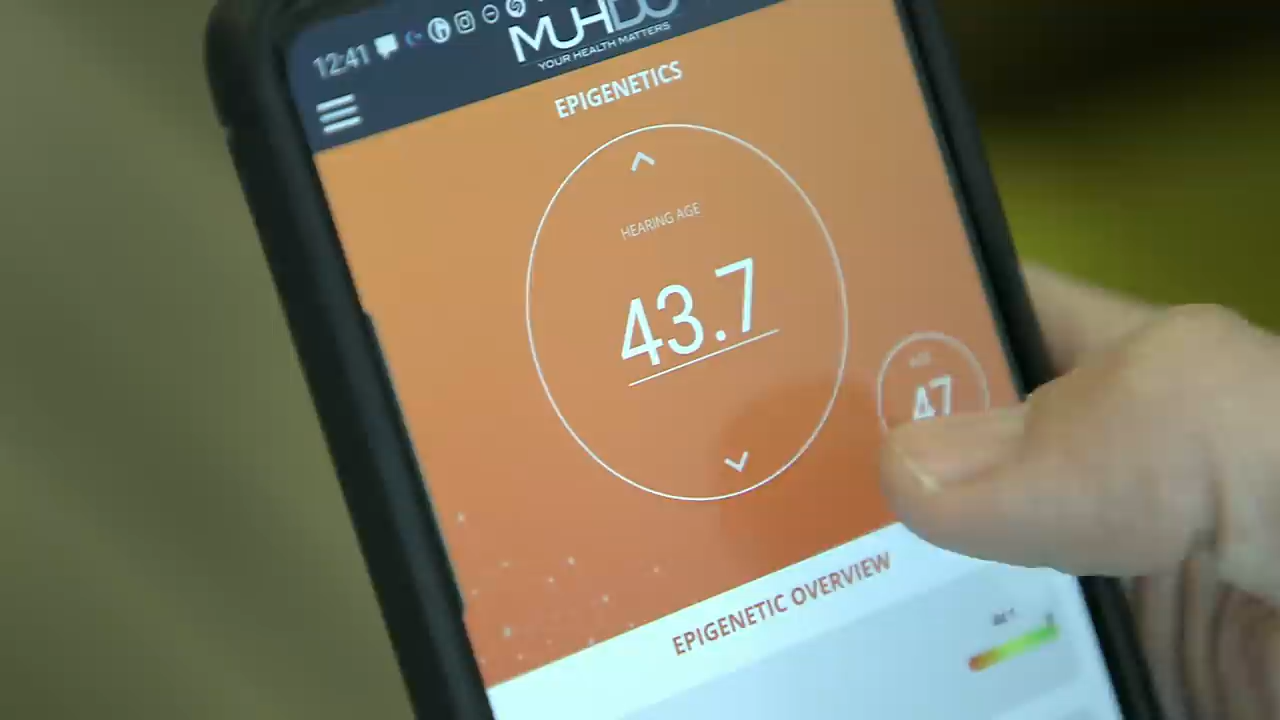 12:41
MUHDO
YOUR HEALTH MATTERS
EPIGENETICS
HEARING AGE
43.7
47
EPIGENETIC OVERVIEW